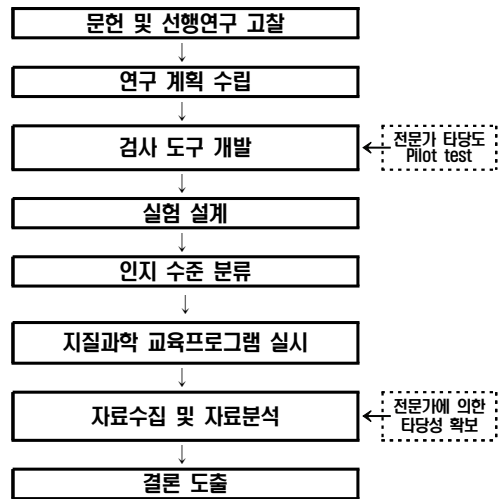 문헌 및 선행연구 고찰
↓
연구 계획 수립
↓
검사 도구 개발
←
전문가 타당도
Pilot test
↓
실험 설계
↓
인지 수준 분류
↓
지질과학 교육프로그램 실시
↓
자료수집 및 자료분석
←
전문가에 의한
타당성 확보
↓
결론 도출